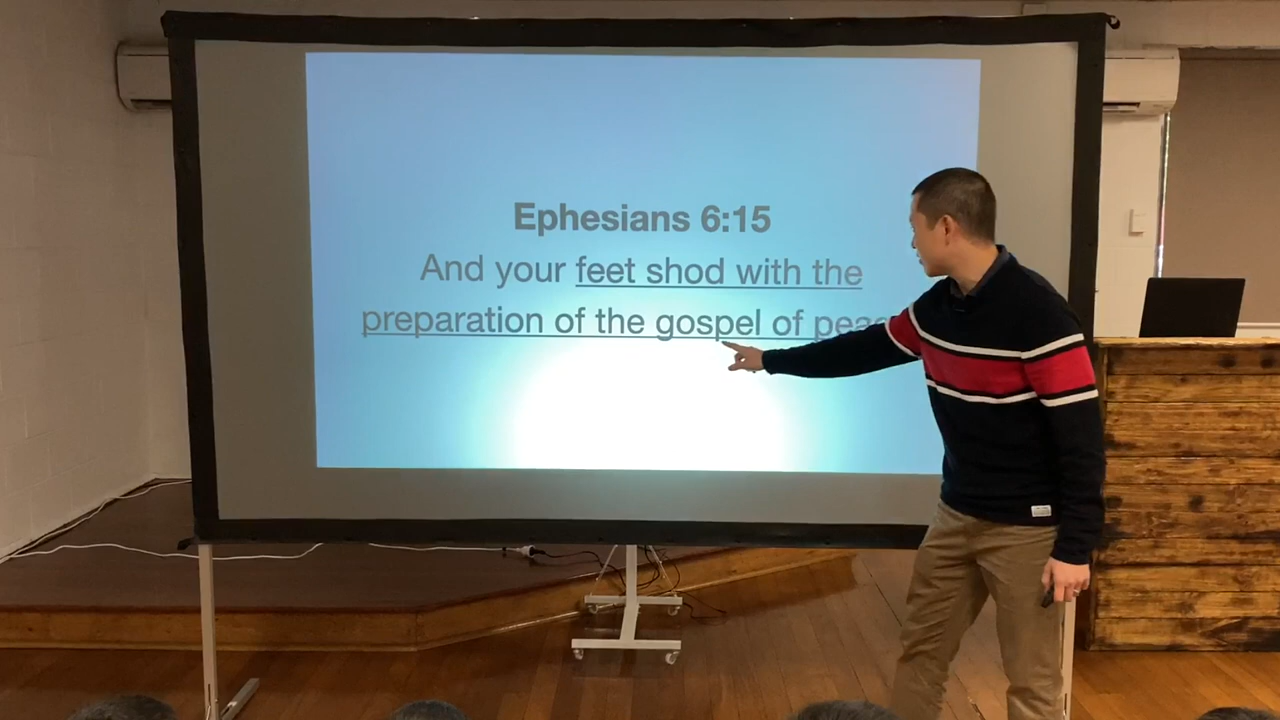 Ephesians 6:15
And your feet shod with the
preparation of the gospel of